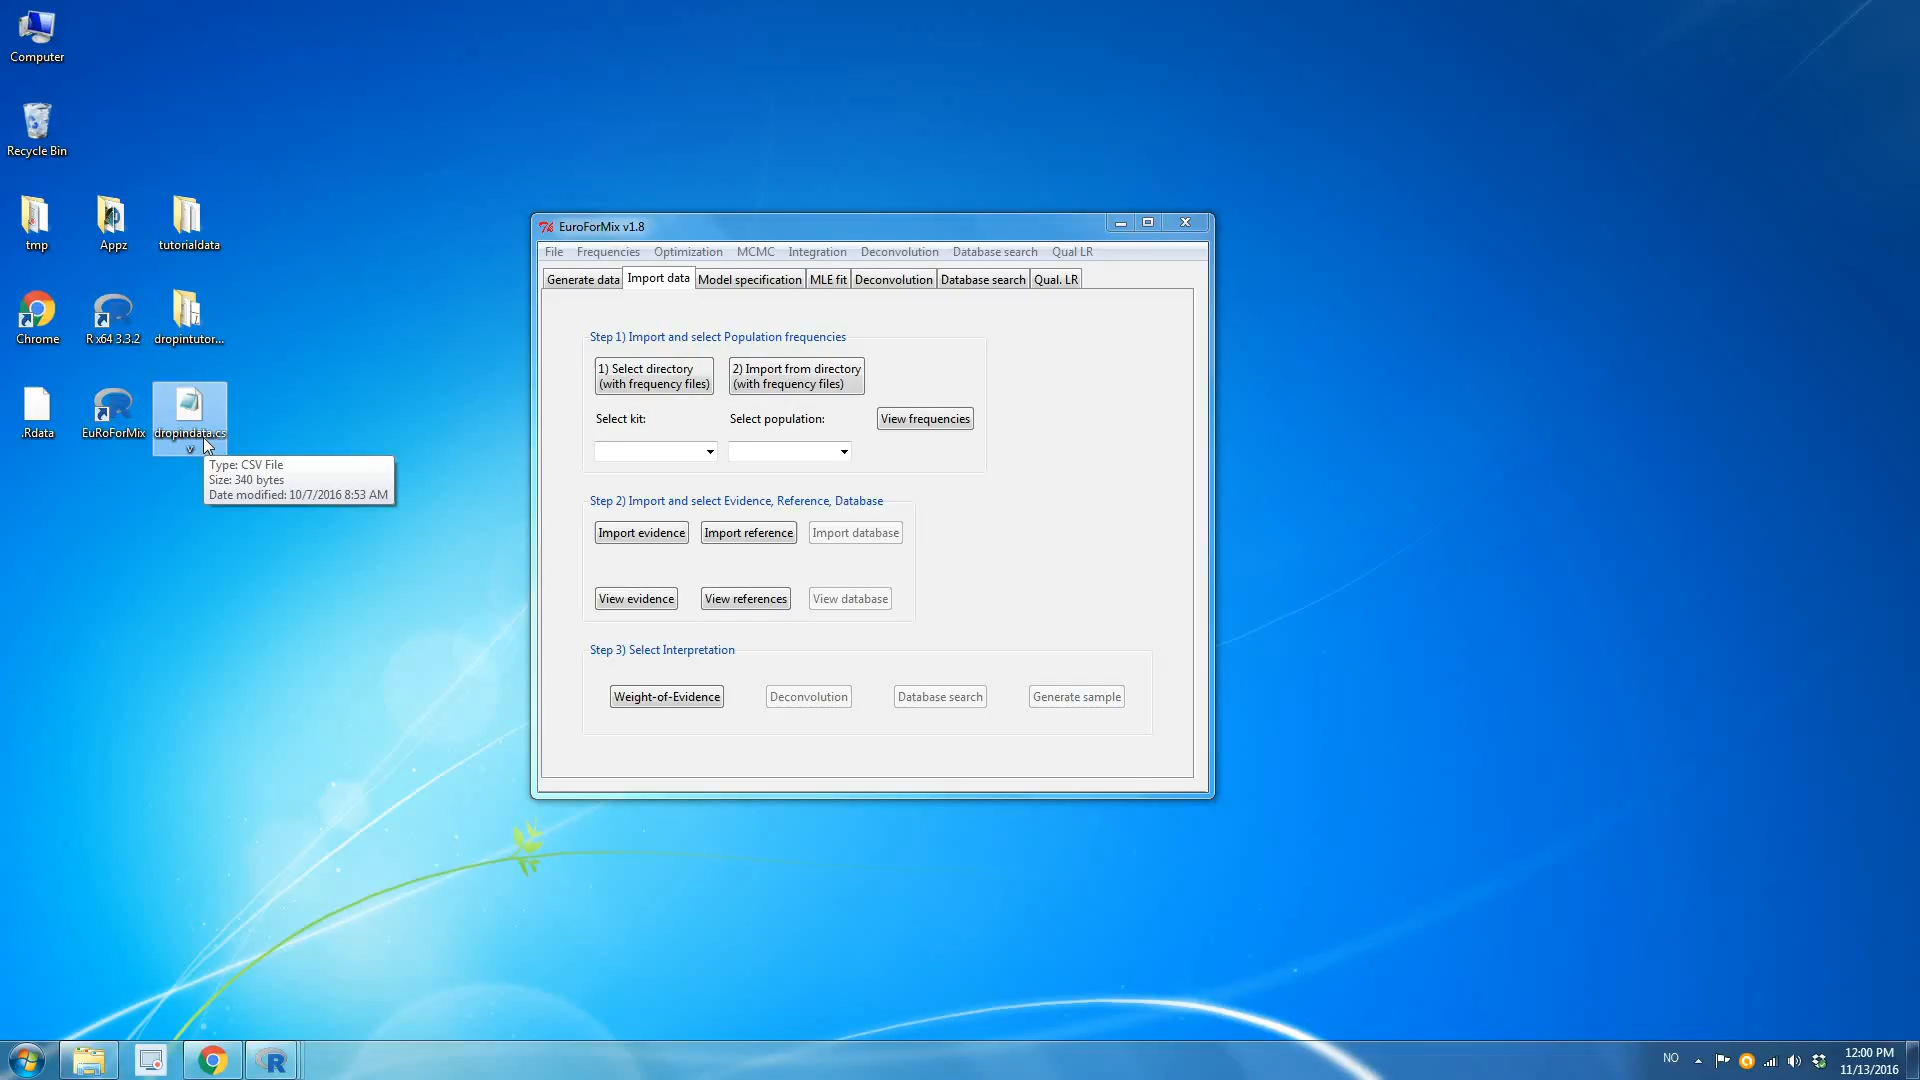 Computer
Recycle Bin
tmp
Appz
tutorialdata
Chrome
R x64 3.3.2
dropintutor...
.Rdata
EuRoForMix
dropindata.cs
v
Type: CSV File
Size: 340 bytes
Date modified: 10/7/2016 8:53 AM
EuroForMix v1.8
File Frequencies Optimization MCMC Integration Deconvolution Database search Qual LR
Generate data Import data Model specification MLE fit Deconvolution Database search Qual. LR
Step 1) Import and select Population frequencies
1) Select directory
(with frequency files)
2) Import from directory
(with frequency files)
Select kit:
Select population:
View frequencies
Step 2) Import and select Evidence, Reference, Database
Import evidence
Import reference
Import database
View evidence
View references
View database
Step 3) Select Interpretation
Weight-of-Evidence
Deconvolution
Database search
Generate sample
NO
12:00 PM
11/13/2016